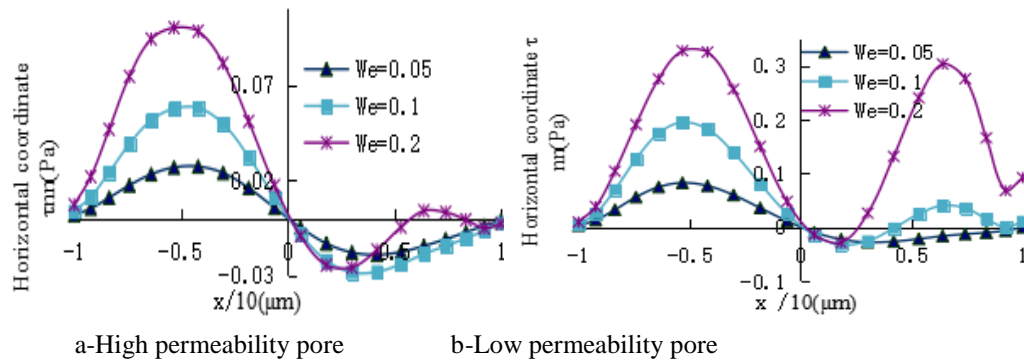 Horizontal coordinate
τnn(Pa)
0.07
0.02
-0.03
-1
-0.5
0
0.5
1
x/10(μm)
We=0.05
We=0.1
We=0.2
Horizontal coordinate τ
nn(Pa)
0.3
0.2
0.1
0
-0.1
-1
-0.5
0.5
1
x /10(μm)
We=0.05
We=0.1
We=0.2
a-High permeability pore
b-Low permeability pore